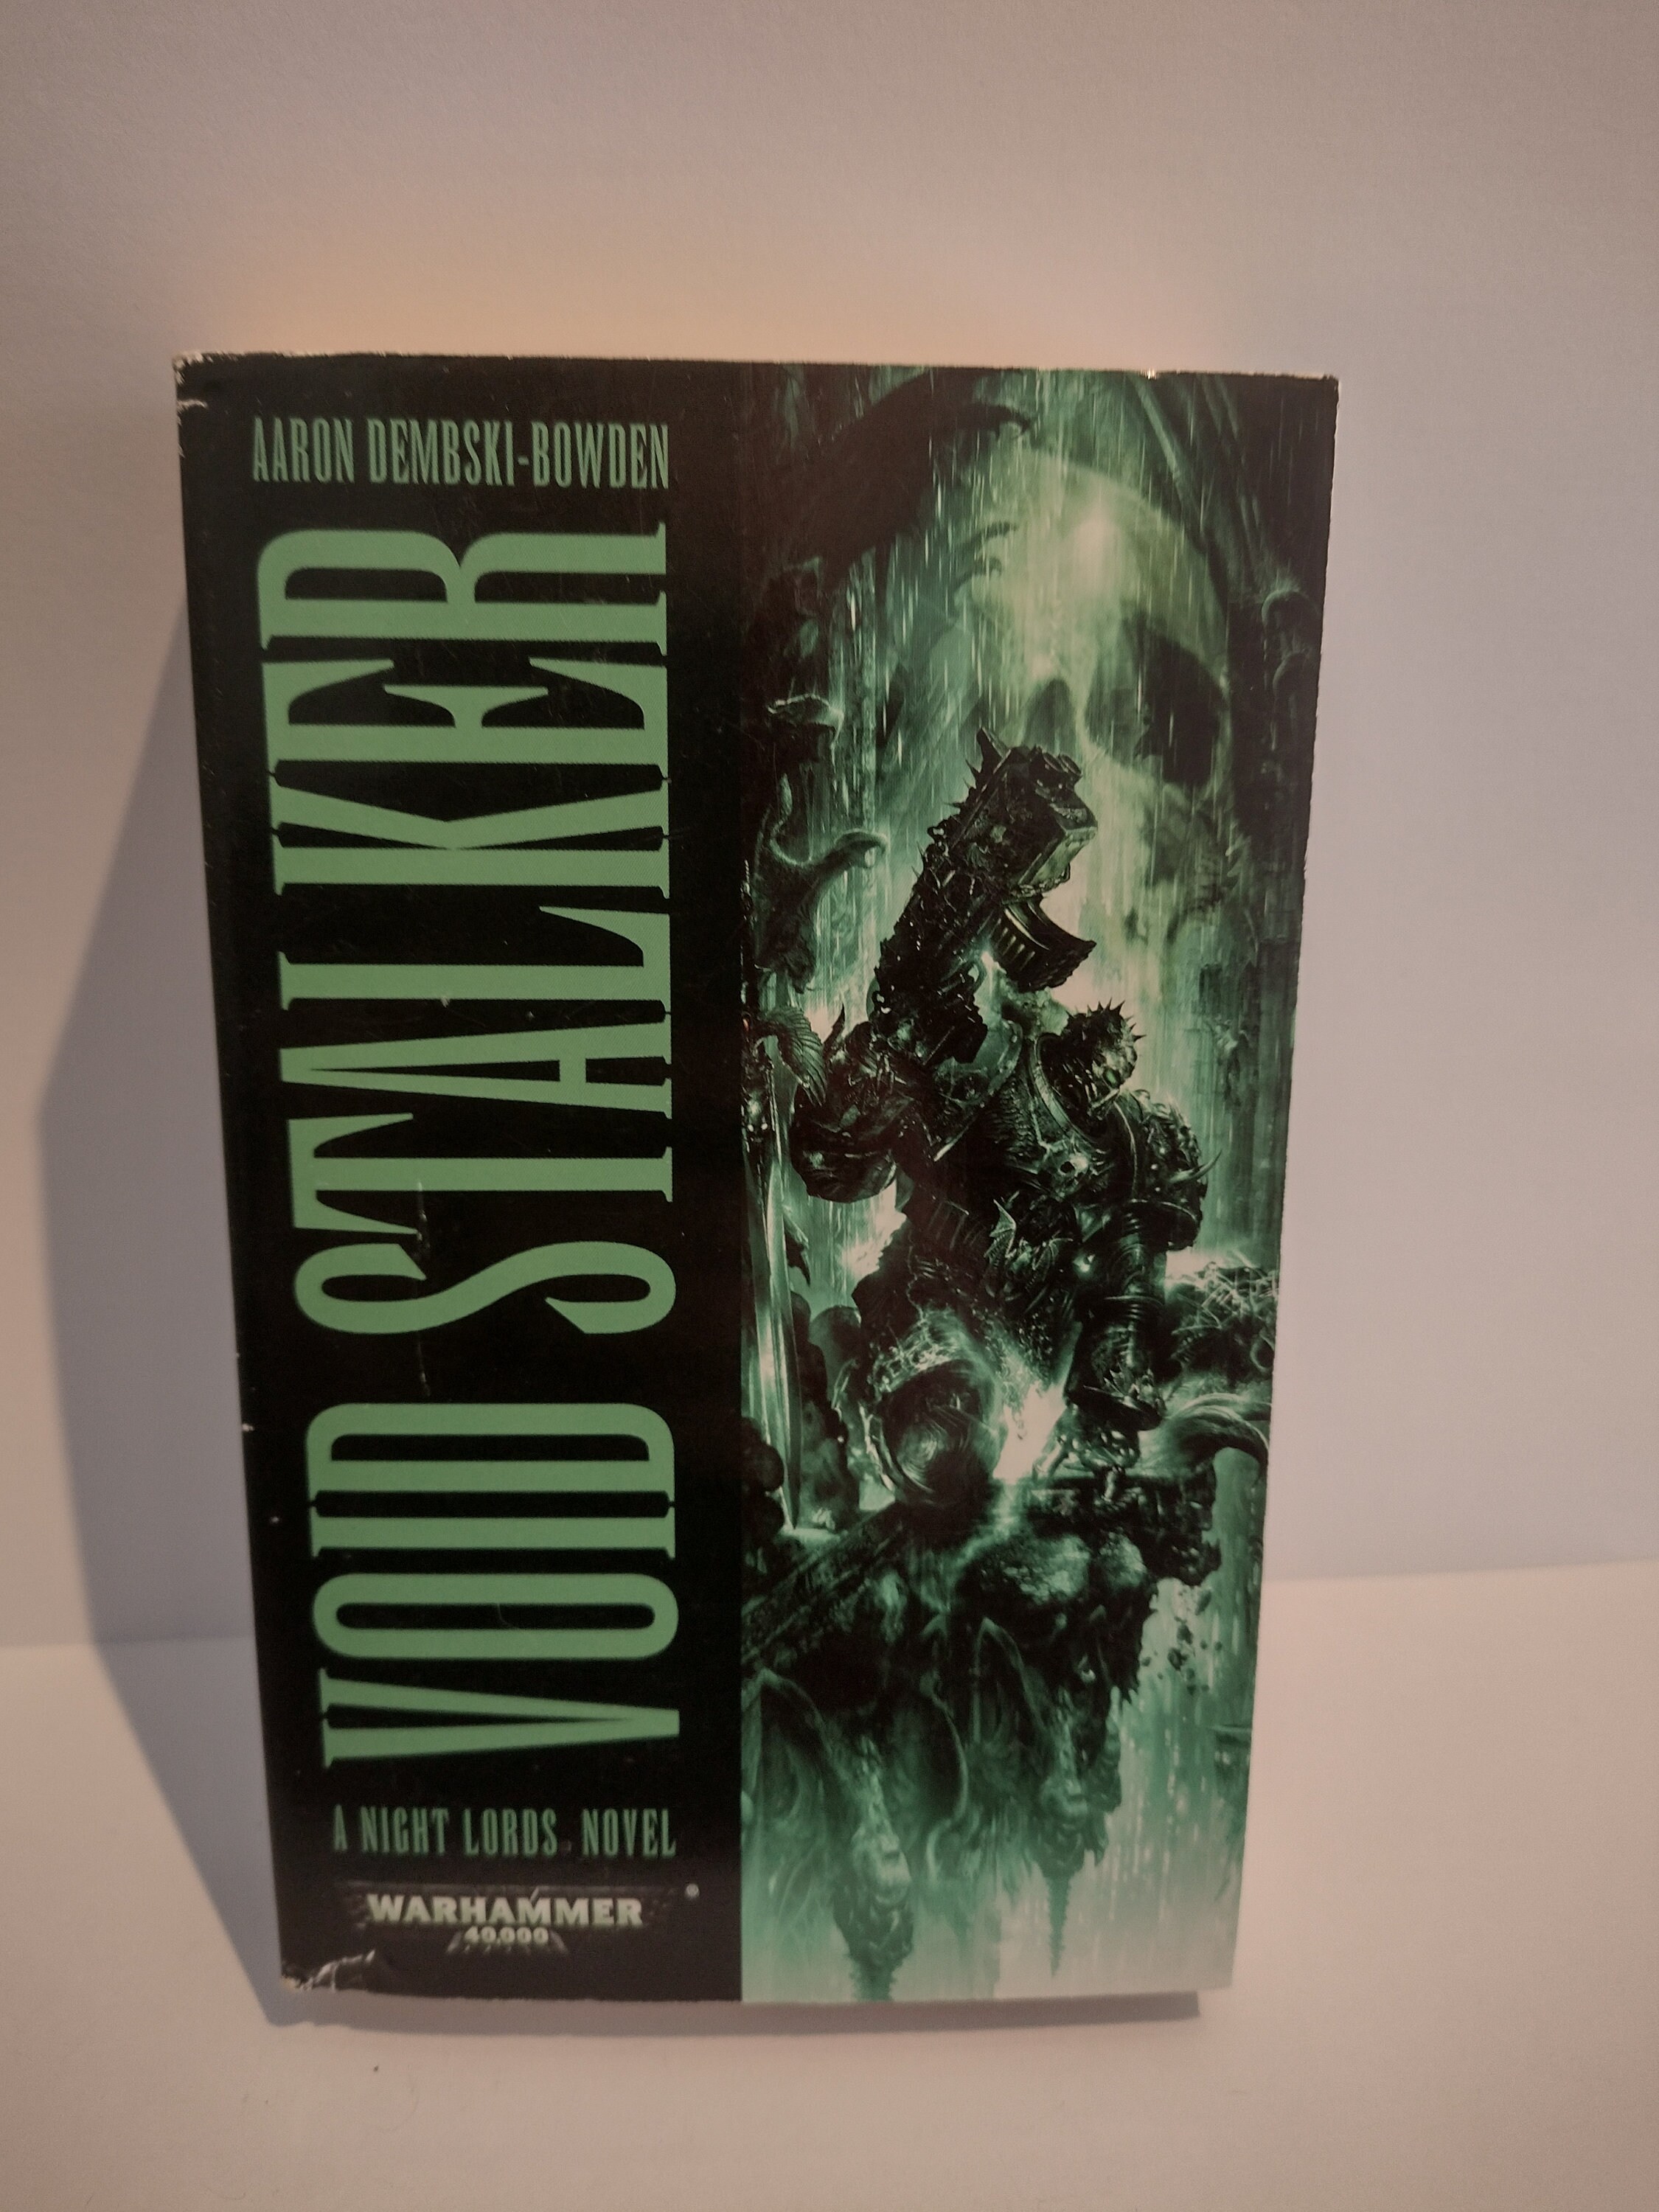 AARON DEMBSKI-BOWDEN
VOID STALKER
A NIGHT LORDS NOVEL
WARHAMMER
40,000